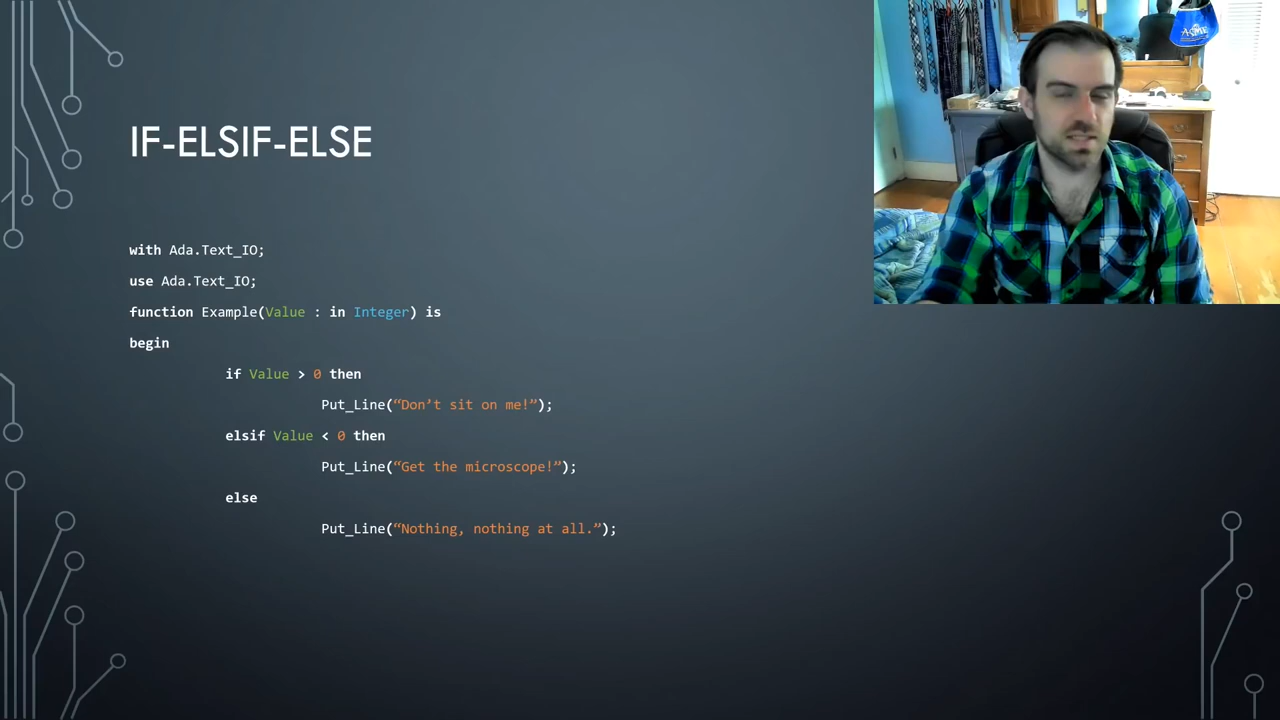 IF-ELSIF-ELSE
with Ada.Text_IO;
use Ada.Text_IO;
function Example(Value : in Integer) is
begin
if Value > 0 then
Put_Line(“Don’t sit on me!”);
elsif Value < 0 then
Put_Line(“Get the microscope!”);
else
Put_Line(“Nothing, nothing at all.”);
ACME